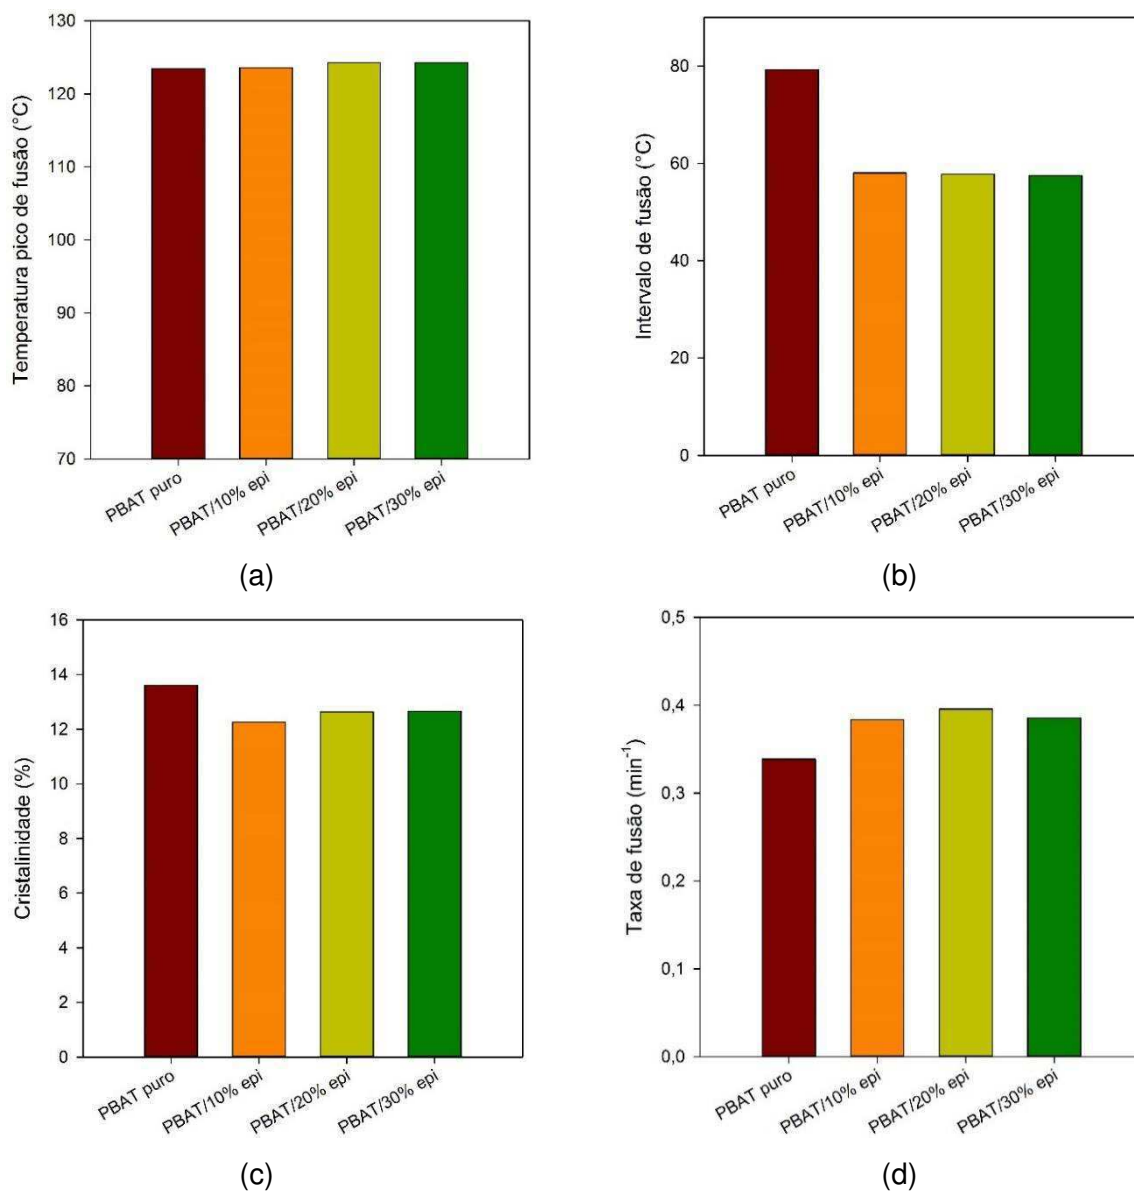 Temperatura pico de fusão (°C)
130
120
110
100
90
80
70
PBAT puro
PBAT/10% epi
PBAT/20% epi
PBAT/30% epi
(a)
Intervalo de fusão (°C)
80
60
40
20
0
PBAT puro
PBAT/10% epi
PBAT/20% epi
PBAT/30% epi
(b)
Cristalinidade (%)
16
14
12
10
8
6
4
2
0
PBAT puro
PBAT/10% epi
PBAT/20% epi
PBAT/30% epi
(c)
Taxa de fusão (min⁻¹)
0,5
0,4
0,3
0,2
0,1
0,0
PBAT puro
PBAT/10% epi
PBAT/20% epi
PBAT/30% epi
(d)